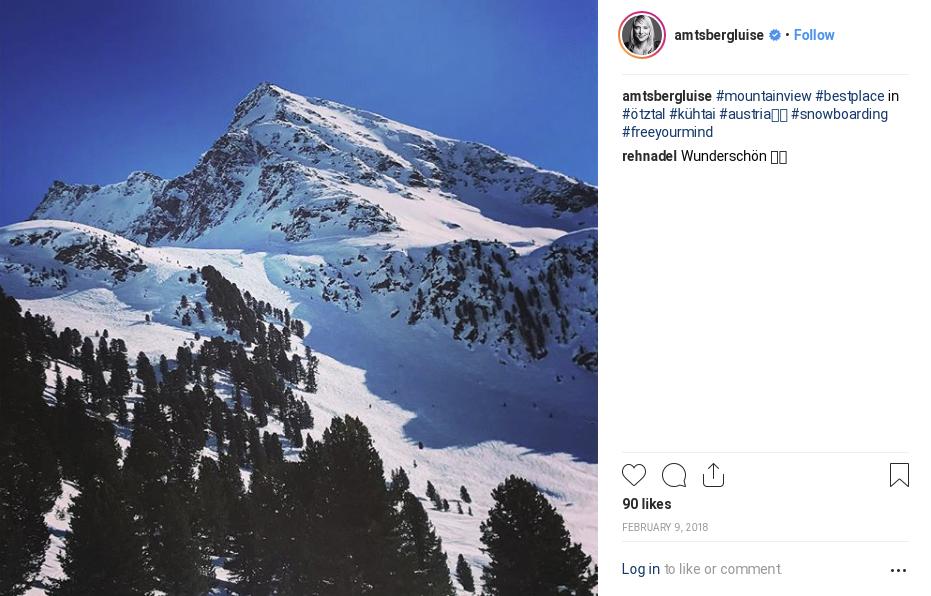 amtsbergluise • Follow
amtsbergluise #mountainview #bestplace in
#ötztal #kühtai #austria▯▯ #snowboarding
#freeyourmind
rehnadel Wunderschön ▯▯
90 likes
FEBRUARY 9, 2018
Log in to like or comment.